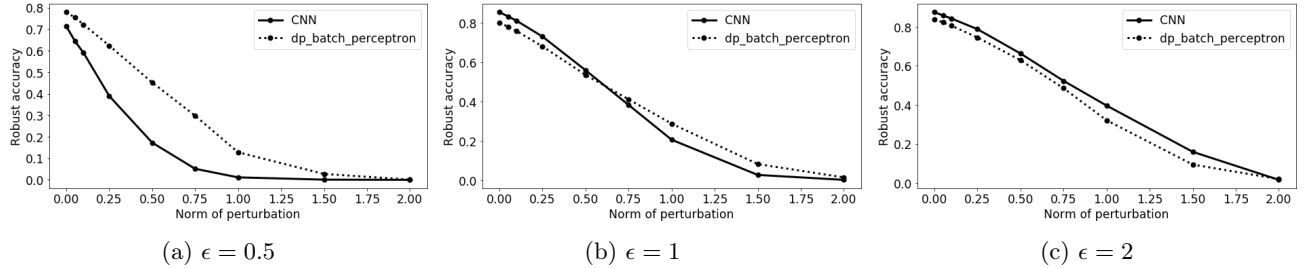 0.8
0.7
0.6
0.5
0.4
0.3
0.2
0.1
0.0
Robust accuracy
CNN
dp_batch_perceptron
0.00 0.25 0.50 0.75 1.00 1.25 1.50 1.75 2.00
Norm of perturbation
(a) ϵ = 0.5
0.8
0.6
0.4
0.2
0.0
Robust accuracy
CNN
dp_batch_perceptron
0.00 0.25 0.50 0.75 1.00 1.25 1.50 1.75 2.00
Norm of perturbation
(b) ϵ = 1
0.8
0.6
0.4
0.2
0.0
Robust accuracy
CNN
dp_batch_perceptron
0.00 0.25 0.50 0.75 1.00 1.25 1.50 1.75 2.00
Norm of perturbation
(c) ϵ = 2